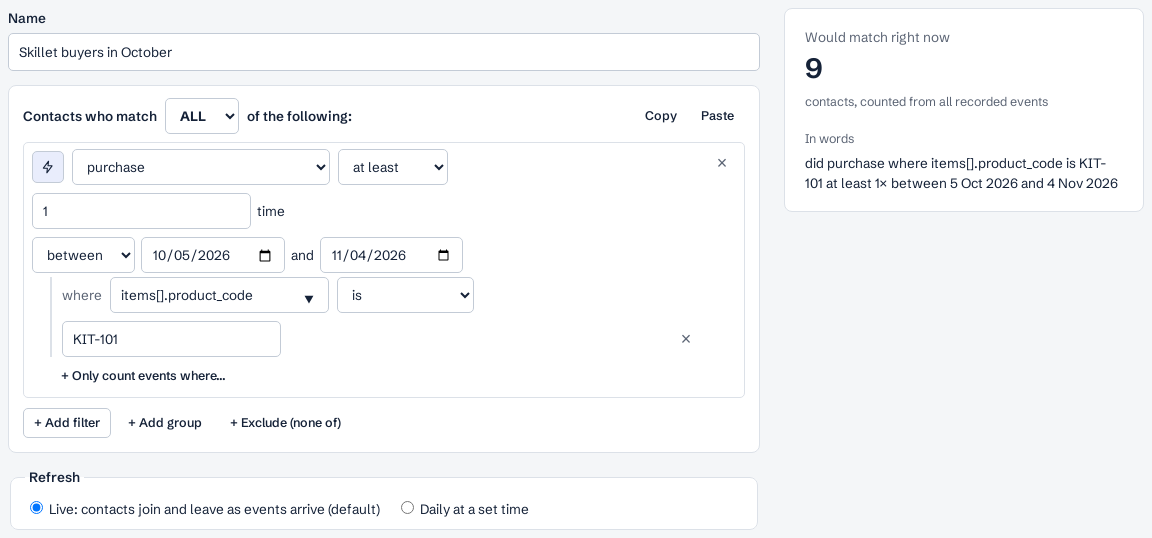 Name
Skillet buyers in October
Contacts who match ALL of the following:
Copy Paste
purchase at least ×
1 time
between 10/05/2026 and 11/04/2026
where items[].product_code is
KIT-101 ×
+ Only count events where...
+ Add filter + Add group + Exclude (none of)
Refresh
Live: contacts join and leave as events arrive (default) Daily at a set time
Would match right now
9
contacts, counted from all recorded events
In words
did purchase where items[].product_code is KIT-
101 at least 1× between 5 Oct 2026 and 4 Nov 2026